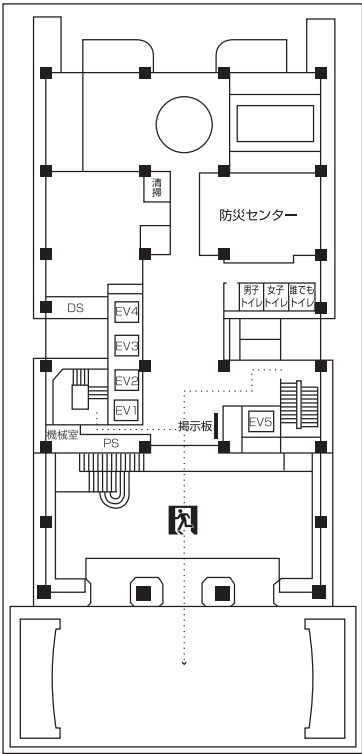 清掃
防災センター
男子トイレ
女子トイレ
誰でもトイレ
DS
EV4
EV3
EV2
EV1
掲示板
EV5
機械室
PS